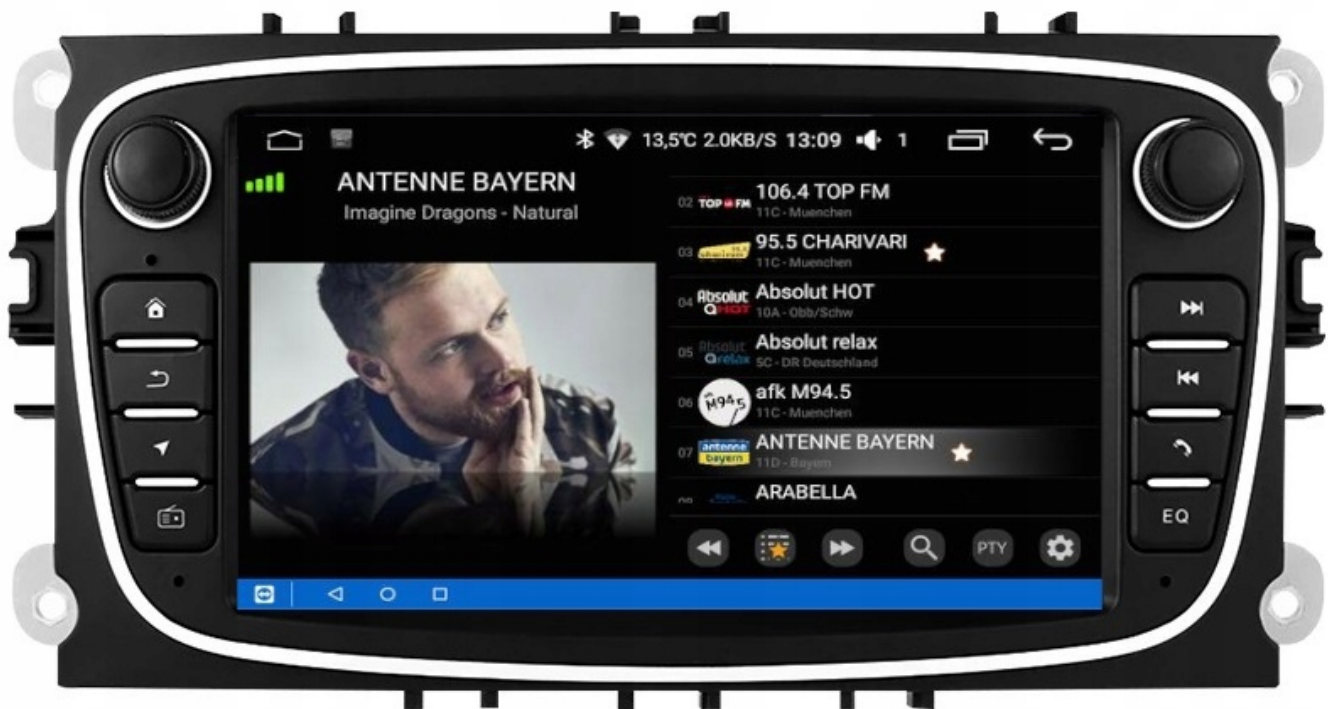 13,5°C 2.0KB/S 13:09 1
ANTENNE BAYERN
Imagine Dragons - Natural
02 TOP FM 106.4 TOP FM
11C - Muenchen
03 95.5 CHARIVARI
11C - Muenchen
04 Absolut HOT Absolut HOT
10A - Obb/Schw
05 Absolut relax Absolut relax
5C - DR Deutschland
06 M94.5 afk M94.5
11C - Muenchen
07 antenne bayern ANTENNE BAYERN
11D - Bayern
ARABELLA
PTY
EQ